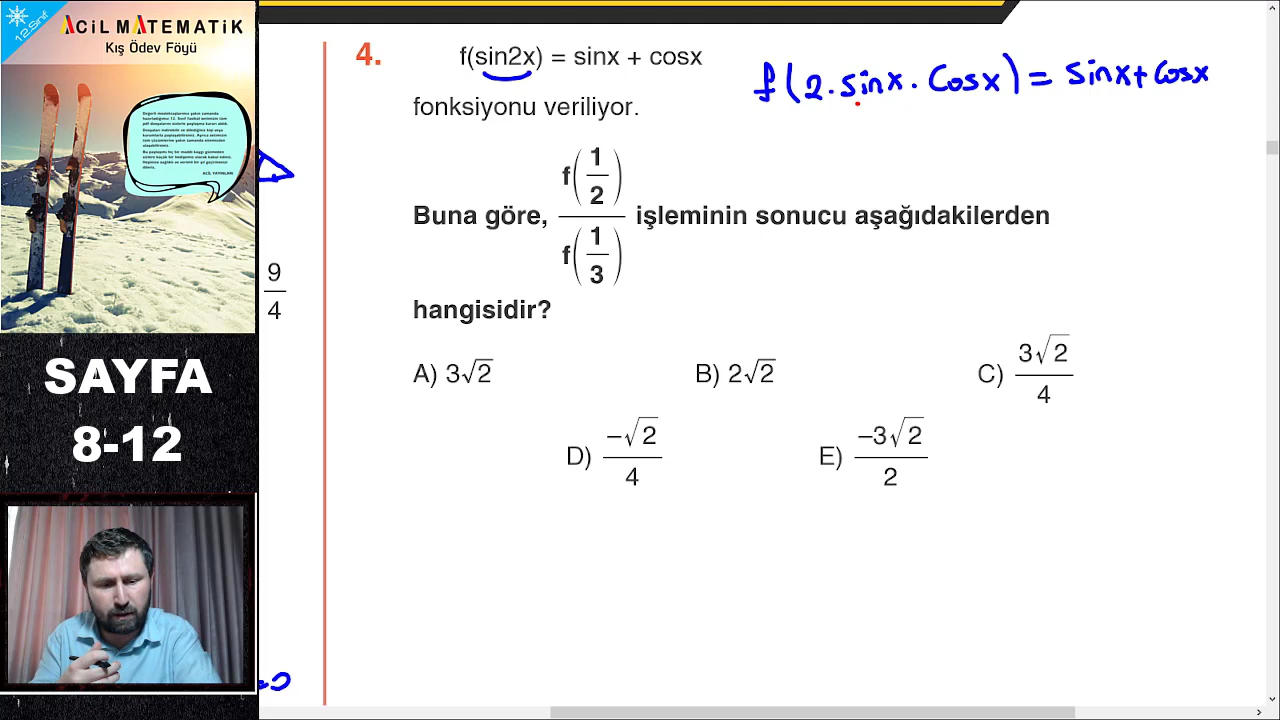 12.Sınıf
ACiL MATEMATiK
Kış Ödev Föyü
ACİL YAYINLARI
SAYFA
8-12
9
4
4.
f(sin2x) = sinx + cosx
f(2.sinx.Cosx) = sinx+cosx
fonksiyonu veriliyor.
f(1/2)
Buna göre, işleminin sonucu aşağıdakilerden
f(1/3)
hangisidir?
A) 3√2
B) 2√2
C) 3√2/4
D) –√2/4
E) –3√2/2